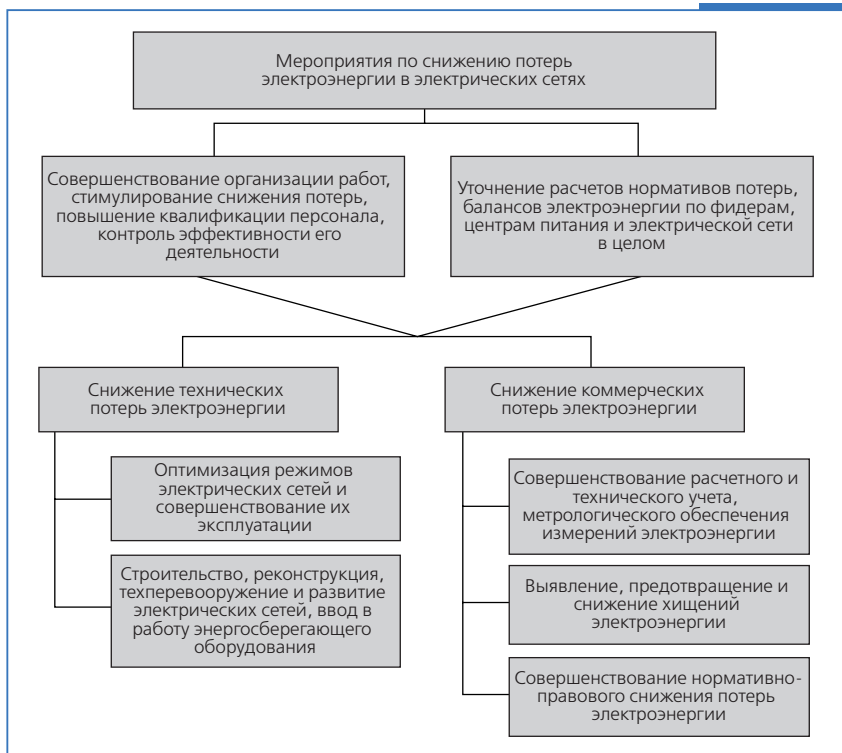 Мероприятия по снижению потерь
электроэнергии в электрических сетях
Совершенствование организации работ,
стимулирование снижения потерь,
повышение квалификации персонала,
контроль эффективности его
деятельности
Уточнение расчетов нормативов потерь,
балансов электроэнергии по фидерам,
центрам питания и электрической сети
в целом
Снижение технических
потерь электроэнергии
Оптимизация режимов
электрических сетей и
совершенствование их
эксплуатации
Строительство, реконструкция,
техперевооружение и развитие
электрических сетей, ввод в
работу энергосберегающего
оборудования
Снижение коммерческих
потерь электроэнергии
Совершенствование расчетного и
технического учета,
метрологического обеспечения
измерений электроэнергии
Выявление, предотвращение и
снижение хищений
электроэнергии
Совершенствование нормативно-
правового снижения потерь
электроэнергии